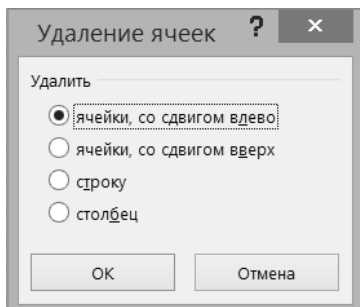 Удаление ячеек ? ×
Удалить
ячейки, со сдвигом влево
ячейки, со сдвигом вверх
строку
столбец
ОК Отмена